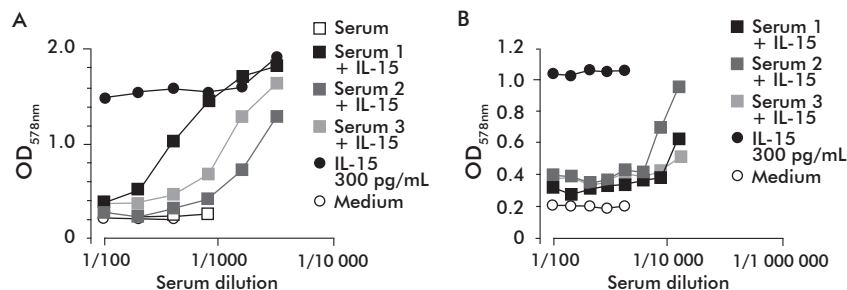 A
2.0
1.0
0
OD578nm
1/100
1/1000
1/10 000
Serum dilution
Serum
Serum 1
+ IL-15
Serum 2
+ IL-15
Serum 3
+ IL-15
IL-15
300 pg/mL
Medium
B
1.2
1.0
0.8
0.6
0.4
0.2
0
OD578nm
1/100
1/10 000
1/1 000 000
Serum dilution
Serum 1
+ IL-15
Serum 2
+ IL-15
Serum 3
+ IL-15
IL-15
300 pg/mL
Medium